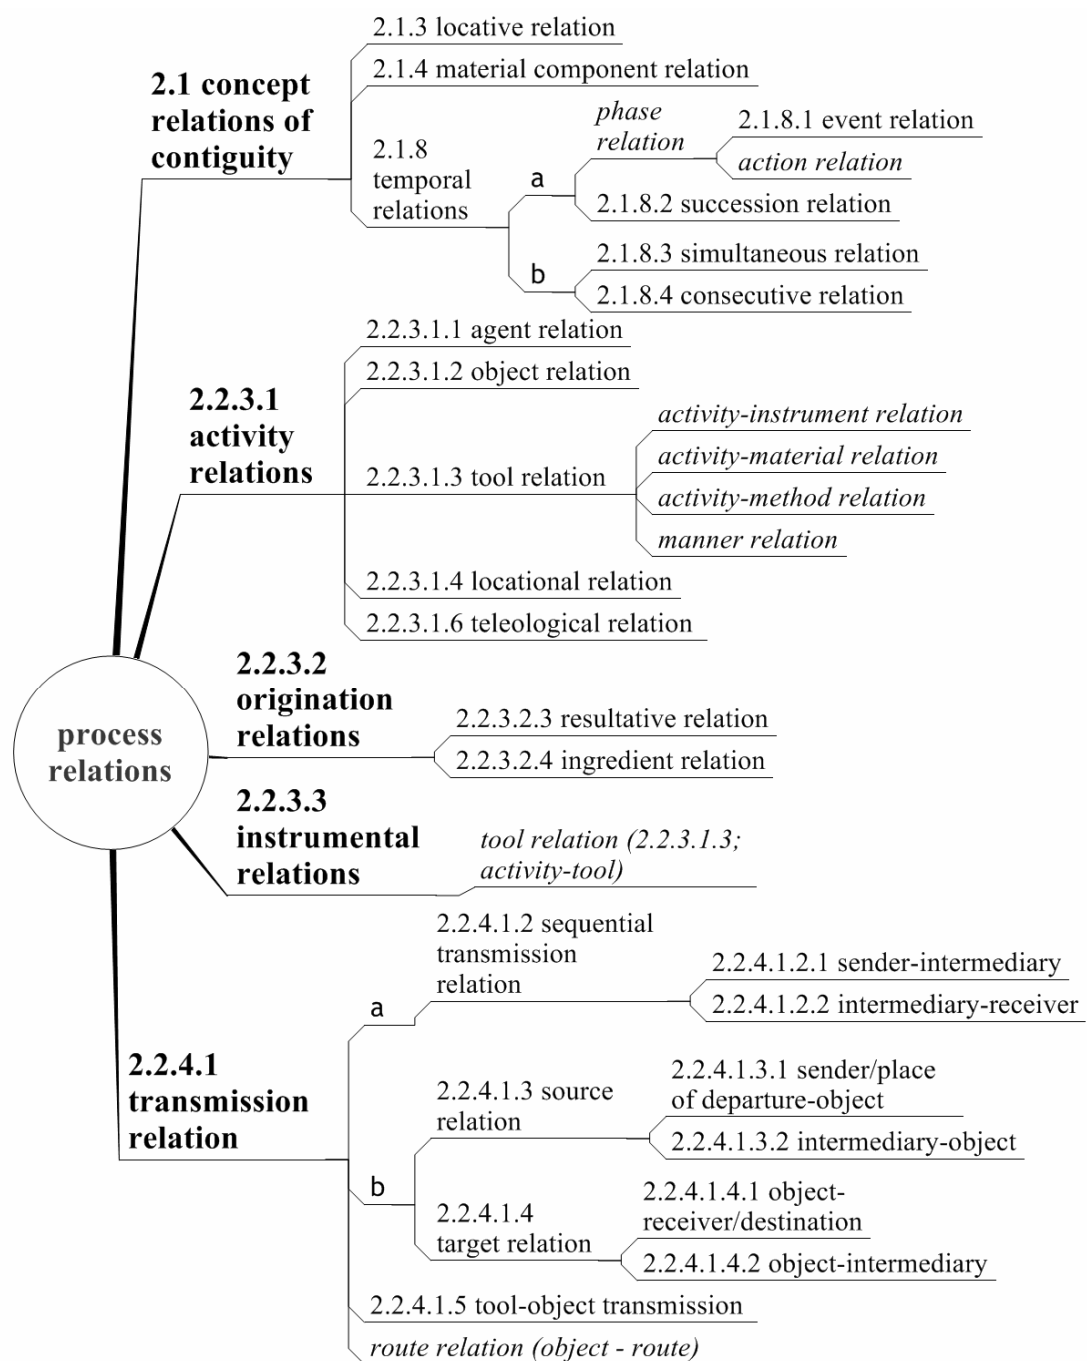 process
relations
2.1 concept
relations of
contiguity
2.1.3 locative relation
2.1.4 material component relation
2.1.8
temporal
relations
a
phase
relation
2.1.8.1 event relation
action relation
2.1.8.2 succession relation
b
2.1.8.3 simultaneous relation
2.1.8.4 consecutive relation
2.2.3.1
activity
relations
2.2.3.1.1 agent relation
2.2.3.1.2 object relation
2.2.3.1.3 tool relation
activity-instrument relation
activity-material relation
activity-method relation
manner relation
2.2.3.1.4 locational relation
2.2.3.1.6 teleological relation
2.2.3.2
origination
relations
2.2.3.2.3 resultative relation
2.2.3.2.4 ingredient relation
2.2.3.3
instrumental
relations
tool relation (2.2.3.1.3;
activity-tool)
2.2.4.1
transmission
relation
a
2.2.4.1.2 sequential
transmission
relation
2.2.4.1.2.1 sender-intermediary
2.2.4.1.2.2 intermediary-receiver
b
2.2.4.1.3 source
relation
2.2.4.1.3.1 sender/place
of departure-object
2.2.4.1.3.2 intermediary-object
2.2.4.1.4
target relation
2.2.4.1.4.1 object-
receiver/destination
2.2.4.1.4.2 object-intermediary
2.2.4.1.5 tool-object transmission
route relation (object - route)